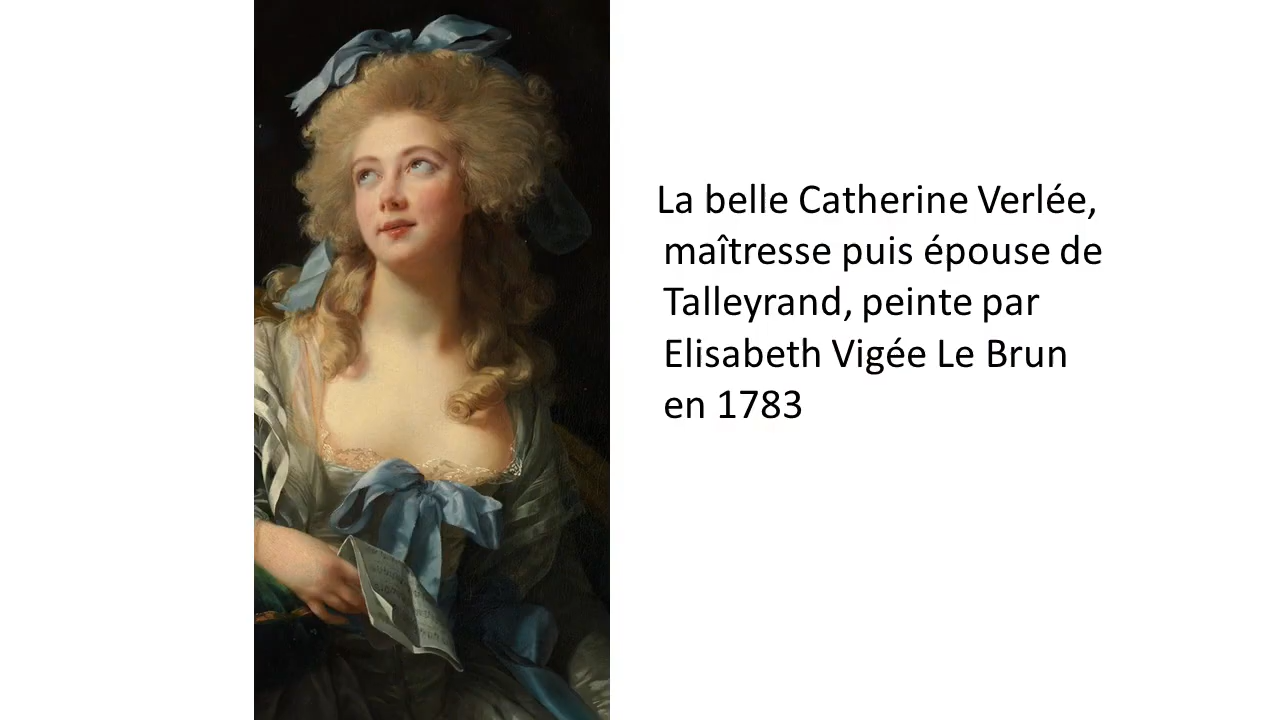 La belle Catherine Verlée,
maîtresse puis épouse de
Talleyrand, peinte par
Elisabeth Vigée Le Brun
en 1783